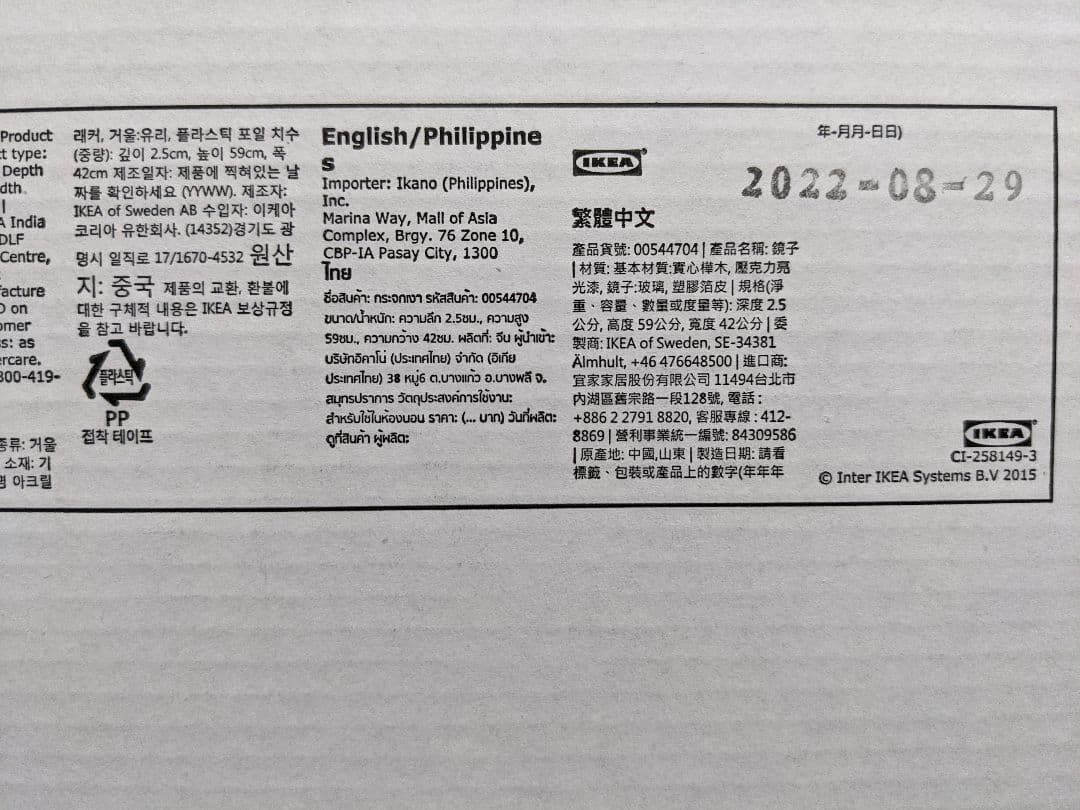 Product
t type:
Depth
dth.
A India
DLF
Centre,
facture
O on
omer
s: as
ercare.
800-419-
종류: 거울
소재: 기
명 아크릴
래커, 거울:유리, 플라스틱 포일 치수
(중량): 깊이 2.5cm, 높이 59cm, 폭
42cm 제조일자: 제품에 찍혀있는 날
짜를 확인하세요 (YYWW). 제조자:
IKEA of Sweden AB 수입자: 이케아
코리아 유한회사. (14352)경기도 광
명시 일직로 17/1670-4532 원산
지: 중국 제품의 교환, 환불에
대한 구체적 내용은 IKEA 보상규정
을 참고 바랍니다.
플라스틱
PP
접착 테이프
English/Philippine
s
Importer: Ikano (Philippines),
Inc.
Marina Way, Mall of Asia
Complex, Brgy. 76 Zone 10,
CBP-IA Pasay City, 1300
ไทย
ชื่อสินค้า: กระจกเงา รหัสสินค้า: 00544704
ขนาด/น้ำหนัก: ความลึก 2.5ซม., ความสูง
59ซม., ความกว้าง 42ซม. ผลิตที่: จีน ผู้นำเข้า:
บริษัทอิคาโน่ (ประเทศไทย) จำกัด (อิเกีย
ประเทศไทย) 38 หมู่6 ต.บางแก้ว อ.บางพลี จ.
สมุทรปราการ วัตถุประสงค์การใช้งาน:
สำหรับใช้ในห้องนอน ราคา: (... บาท) วันที่ผลิต:
ดูที่สินค้า ผู้ผลิต:
IKEA
繁體中文
產品貨號: 00544704 | 產品名稱: 鏡子
| 材質: 基本材質:實心樺木, 壓克力亮
光漆, 鏡子:玻璃, 塑膠箔皮 | 規格(淨
重、容量、數量或度量等): 深度 2.5
公分, 高度 59公分, 寬度 42公分 | 委
製商: IKEA of Sweden, SE-34381
Älmhult, +46 476648500 | 進口商:
宜家家居股份有限公司 11494台北市
內湖區舊宗路一段128號, 電話 :
+886 2 2791 8820, 客服專線 : 412-
8869 | 營利事業統一編號: 84309586
| 原產地: 中國,山東 | 製造日期: 請看
標籤、包裝或產品上的數字(年年年
年-月月-日日)
2022-08-29
IKEA
CI-258149-3
© Inter IKEA Systems B.V 2015